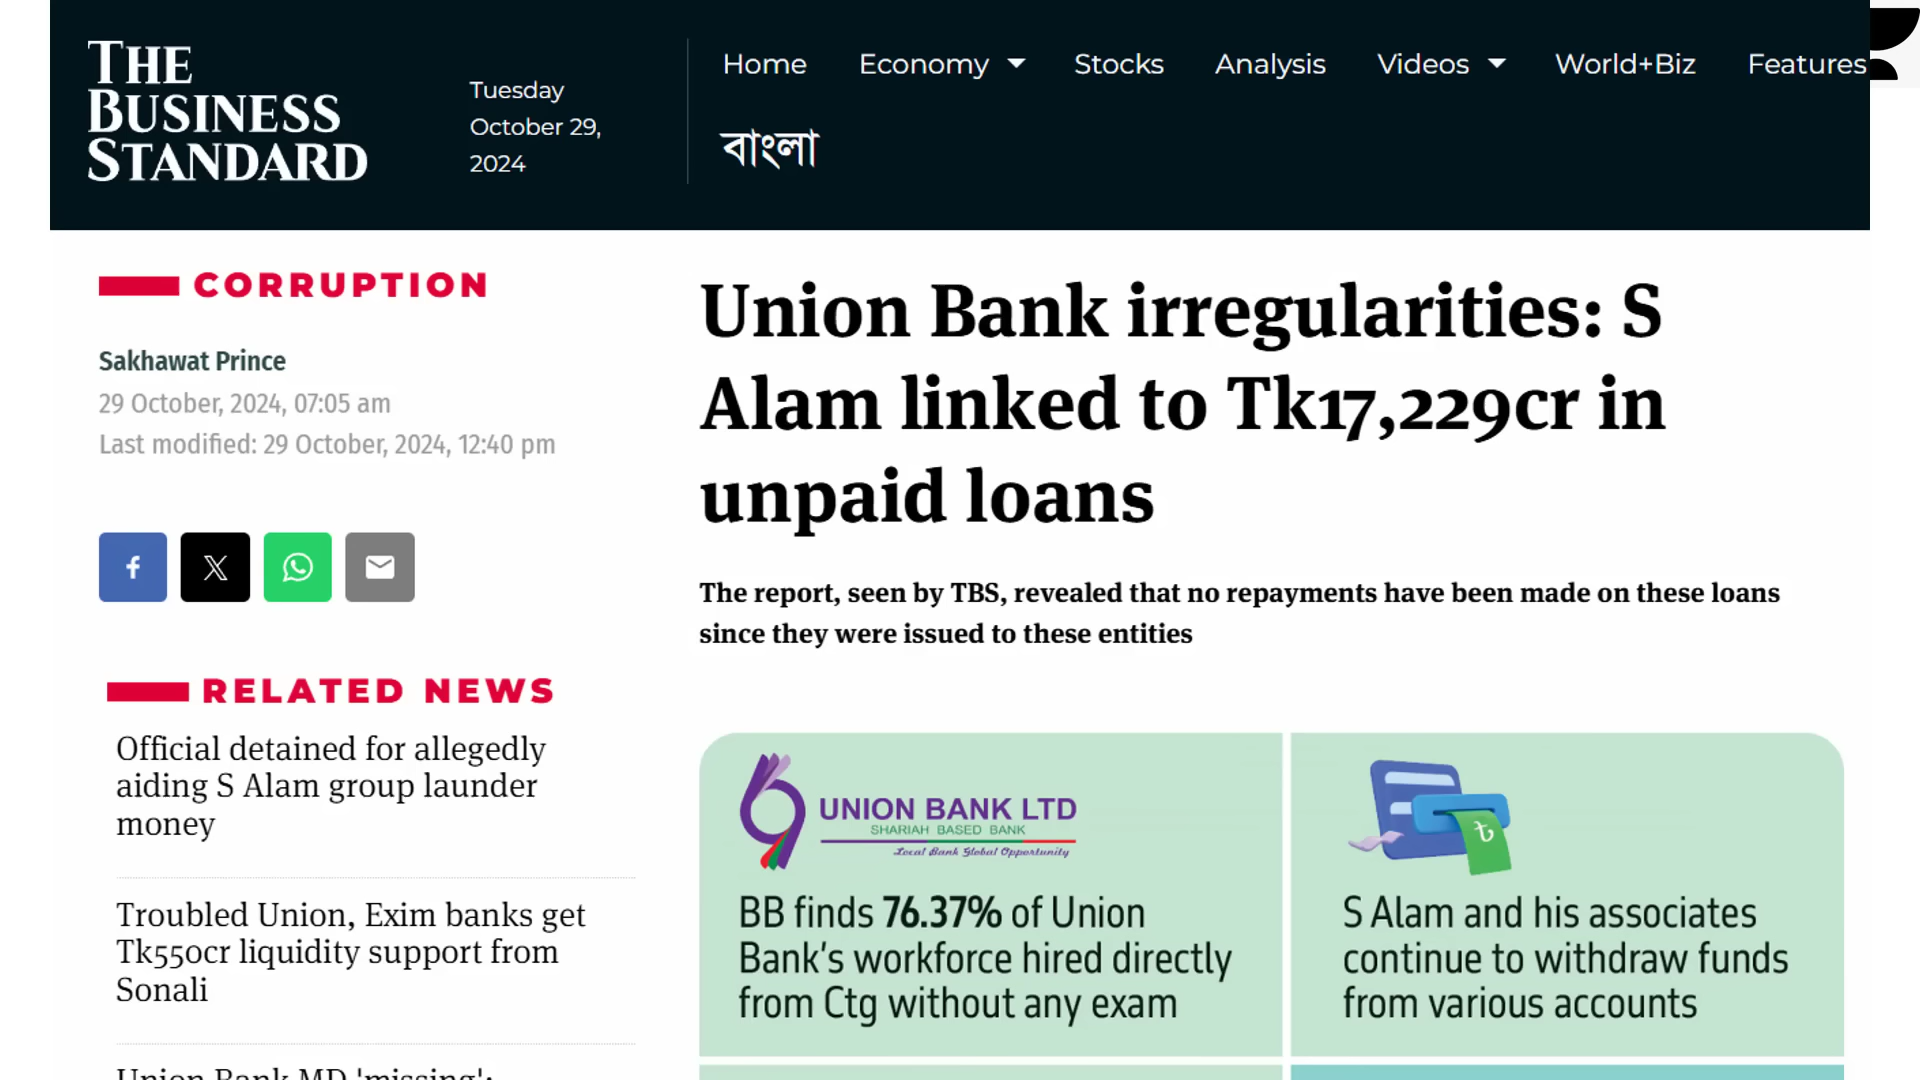 THE
BUSINESS
STANDARD
Tuesday
October 29,
2024
Home Economy Stocks Analysis Videos World+Biz Features
বাংলা
CORRUPTION
Sakhawat Prince
29 October, 2024, 07:05 am
Last modified: 29 October, 2024, 12:40 pm
RELATED NEWS
Official detained for allegedly
aiding S Alam group launder
money
Troubled Union, Exim banks get
Tk550cr liquidity support from
Sonali
Union Bank MD 'missing':
Union Bank irregularities: S
Alam linked to Tk17,229cr in
unpaid loans
The report, seen by TBS, revealed that no repayments have been made on these loans
since they were issued to these entities
UNION BANK LTD
SHARIAH BASED BANK
Local Bank Global Opportunity
BB finds 76.37% of Union
Bank's workforce hired directly
from Ctg without any exam
৳
S Alam and his associates
continue to withdraw funds
from various accounts